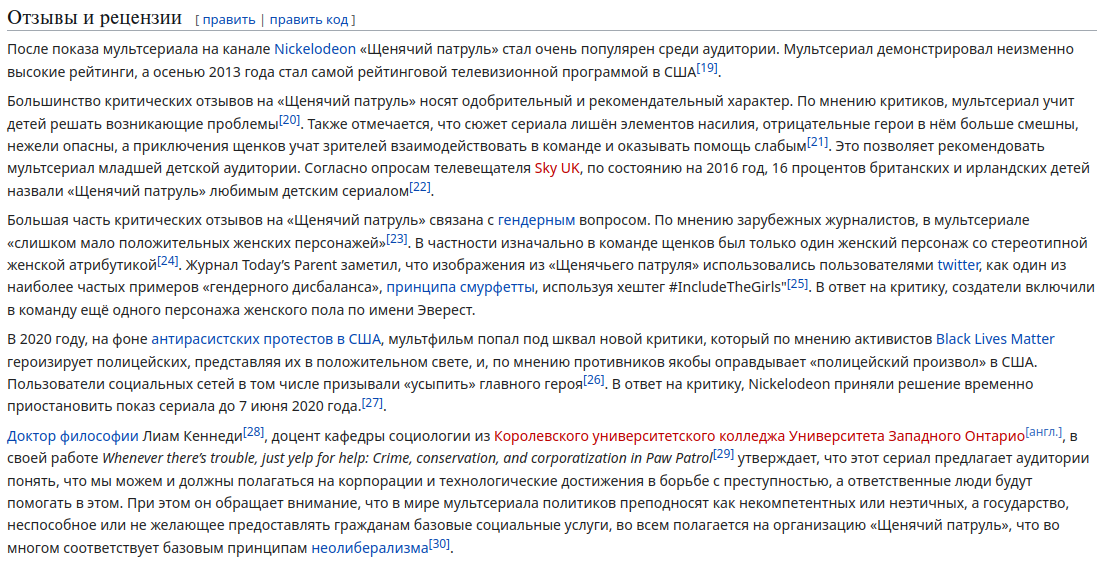 Отзывы и рецензии [ править | править код ]
После показа мультсериала на канале Nickelodeon «Щенячий патруль» стал очень популярен среди аудитории. Мультсериал демонстрировал неизменно
высокие рейтинги, а осенью 2013 года стал самой рейтинговой телевизионной программой в США[19].
Большинство критических отзывов на «Щенячий патруль» носят одобрительный и рекомендательный характер. По мнению критиков, мультсериал учит
детей решать возникающие проблемы[20]. Также отмечается, что сюжет сериала лишён элементов насилия, отрицательные герои в нём больше смешны,
нежели опасны, а приключения щенков учат зрителей взаимодействовать в команде и оказывать помощь слабым[21]. Это позволяет рекомендовать
мультсериал младшей детской аудитории. Согласно опросам телевещателя Sky UK, по состоянию на 2016 год, 16 процентов британских и ирландских детей
назвали «Щенячий патруль» любимым детским сериалом[22].
Большая часть критических отзывов на «Щенячий патруль» связана с гендерным вопросом. По мнению зарубежных журналистов, в мультсериале
«слишком мало положительных женских персонажей»[23]. В частности изначально в команде щенков был только один женский персонаж со стереотипной
женской атрибутикой[24]. Журнал Today’s Parent заметил, что изображения из «Щенячьего патруля» использовались пользователями twitter, как один из
наиболее частых примеров «гендерного дисбаланса», принципа смурфетты, используя хештег #IncludeTheGirls"[25]. В ответ на критику, создатели включили
в команду ещё одного персонажа женского пола по имени Эверест.
В 2020 году, на фоне антирасистских протестов в США, мультфильм попал под шквал новой критики, который по мнению активистов Black Lives Matter
героизирует полицейских, представляя их в положительном свете, и, по мнению противников якобы оправдывает «полицейский произвол» в США.
Пользователи социальных сетей в том числе призывали «усыпить» главного героя[26]. В ответ на критику, Nickelodeon приняли решение временно
приостановить показ сериала до 7 июня 2020 года.[27].
Доктор философии Лиам Кеннеди[28], доцент кафедры социологии из Королевского университетского колледжа Университета Западного Онтарио[англ.], в
своей работе Whenever there’s trouble, just yelp for help: Crime, conservation, and corporatization in Paw Patrol[29] утверждает, что этот сериал предлагает аудитории
понять, что мы можем и должны полагаться на корпорации и технологические достижения в борьбе с преступностью, а ответственные люди будут
помогать в этом. При этом он обращает внимание, что в мире мультсериала политиков преподносят как некомпетентных или неэтичных, а государство,
неспособное или не желающее предоставлять гражданам базовые социальные услуги, во всем полагается на организацию «Щенячий патруль», что во
многом соответствует базовым принципам неолиберализма[30].